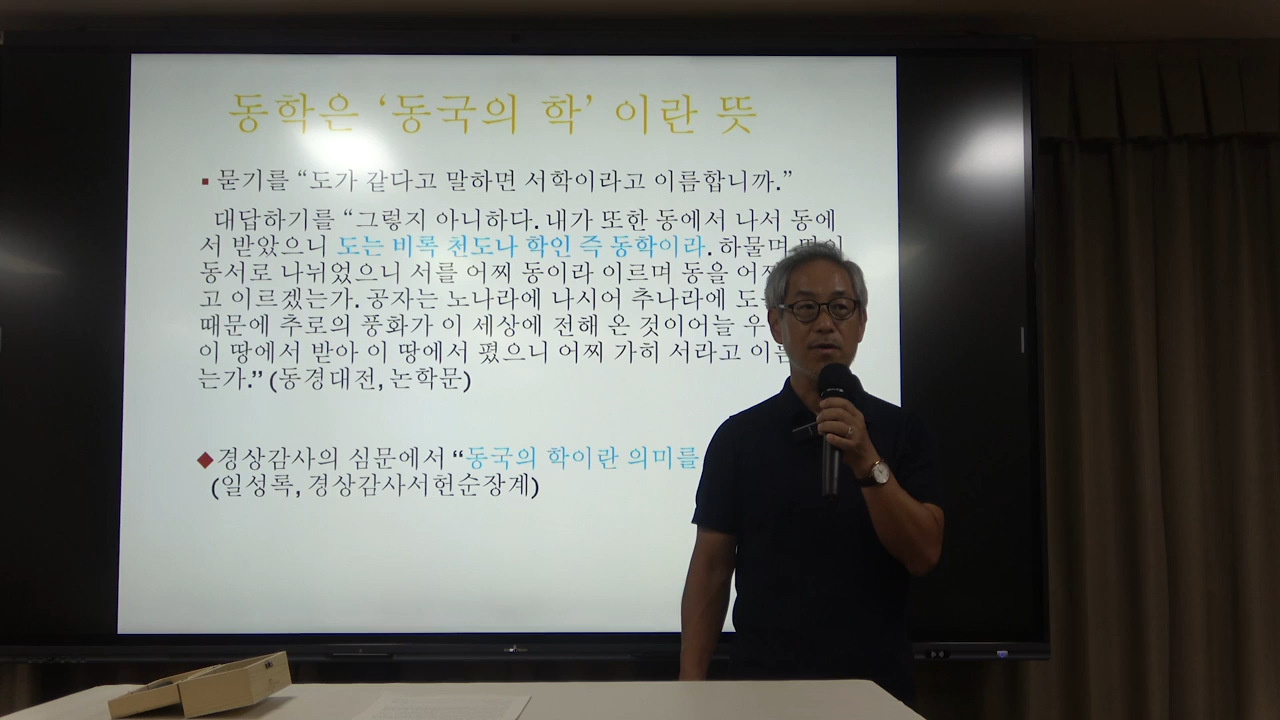 동학은 ‘동국의 학’ 이란 뜻
▪ 묻기를 “도가 같다고 말하면 서학이라고 이름합니까.”
대답하기를 “그렇지 아니하다. 내가 또한 동에서 나서 동에
서 받았으니 도는 비록 천도나 학인 즉 동학이라. 하물며
동서로 나뉘었으니 서를 어찌 동이라 이르며 동을
고 이르겠는가. 공자는 노나라에 나시어 추나라에
때문에 추로의 풍화가 이 세상에 전해 온 것이어늘
이 땅에서 받아 이 땅에서 폈으니 어찌 가히 서라고
는가.” (동경대전, 논학문)
◆경상감사의 심문에서 “동국의 학이란 의미를
(일성록, 경상감사서헌순장계)